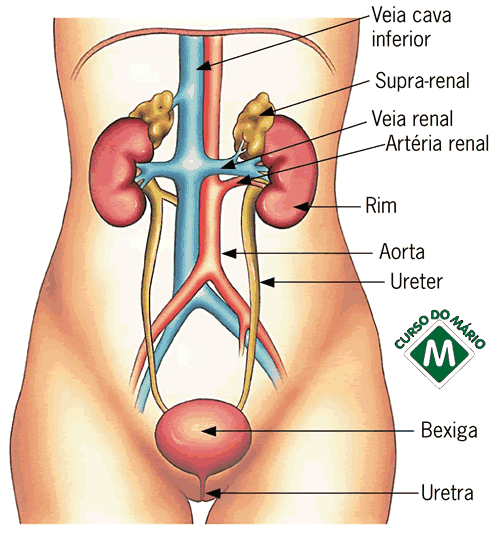 Veia cava
inferior
Supra-renal
Veia renal
Artéria renal
Rim
Aorta
Ureter
CURSO DO MÁRIO
M
Bexiga
Uretra